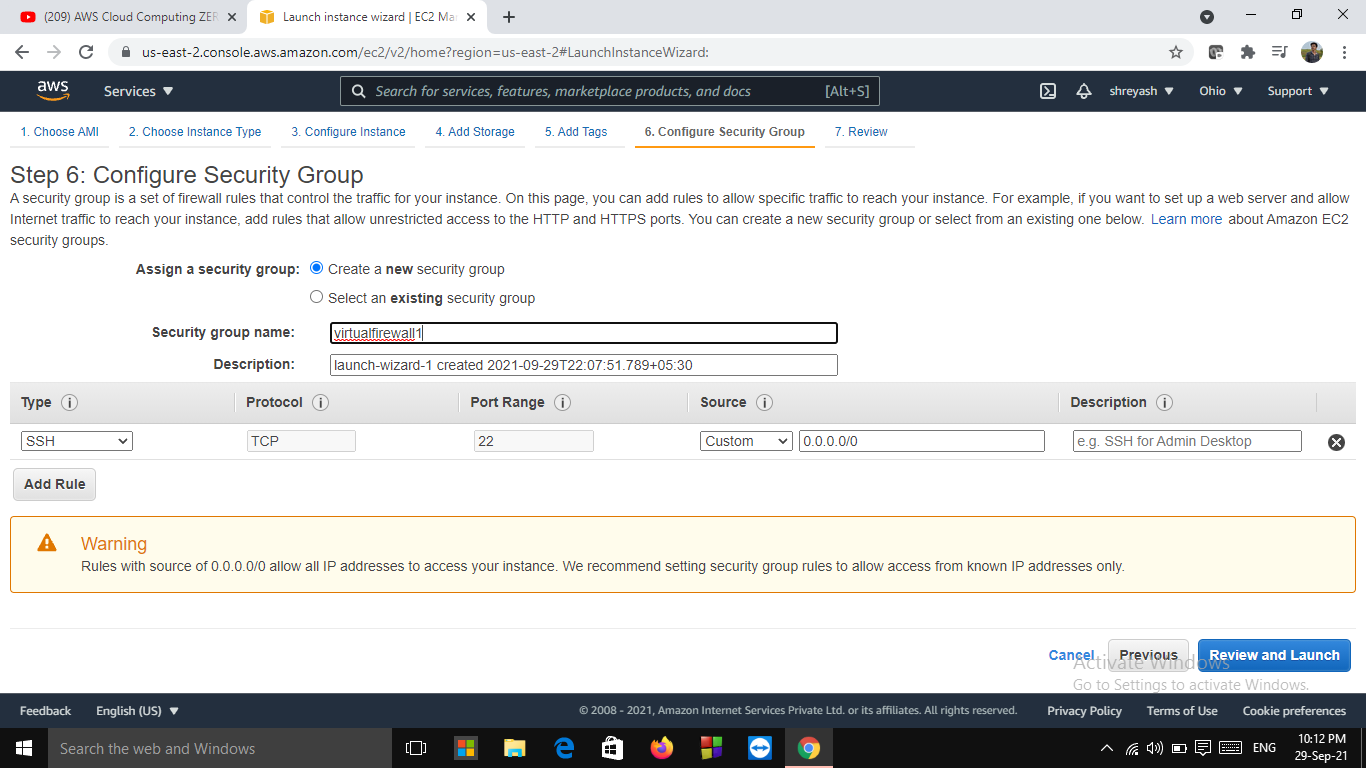 (209) AWS Cloud Computing ZER
Launch instance wizard | EC2 Ma
us-east-2.console.aws.amazon.com/ec2/v2/home?region=us-east-2#LaunchInstanceWizard:
aws
Services
Search for services, features, marketplace products, and docs [Alt+S]
shreyash
Ohio
Support
1. Choose AMI 2. Choose Instance Type 3. Configure Instance 4. Add Storage 5. Add Tags 6. Configure Security Group 7. Review
Step 6: Configure Security Group
A security group is a set of firewall rules that control the traffic for your instance. On this page, you can add rules to allow specific traffic to reach your instance. For example, if you want to set up a web server and allow
Internet traffic to reach your instance, add rules that allow unrestricted access to the HTTP and HTTPS ports. You can create a new security group or select from an existing one below. Learn more about Amazon EC2
security groups.
Assign a security group: Create a new security group
Select an existing security group
Security group name: virtualfirewall1
Description: launch-wizard-1 created 2021-09-29T22:07:51.789+05:30
Type i Protocol i Port Range i Source i Description i
SSH TCP 22 Custom 0.0.0.0/0 e.g. SSH for Admin Desktop
Add Rule
Warning
Rules with source of 0.0.0.0/0 allow all IP addresses to access your instance. We recommend setting security group rules to allow access from known IP addresses only.
Cancel Previous Review and Launch
Activate Windows
Go to Settings to activate Windows.
Feedback English (US) © 2008 - 2021, Amazon Internet Services Private Ltd. or its affiliates. All rights reserved. Privacy Policy Terms of Use Cookie preferences
Search the web and Windows
ENG
10:12 PM
29-Sep-21